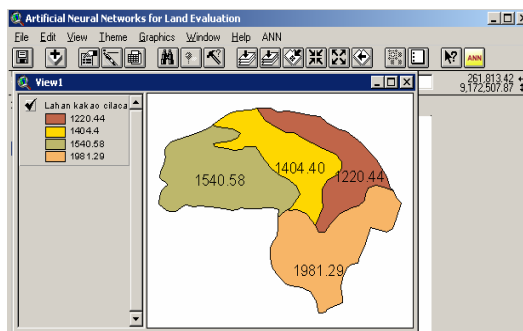 Artificial Neural Networks for Land Evaluation
File Edit View Theme Graphics Window Help ANN
ANN
261,813.42
9,172,507.87
View1
Lahan kakao cilaca
1220.44
1404.4
1540.58
1981.29
1404.40
1220.44
1540.58
1981.29